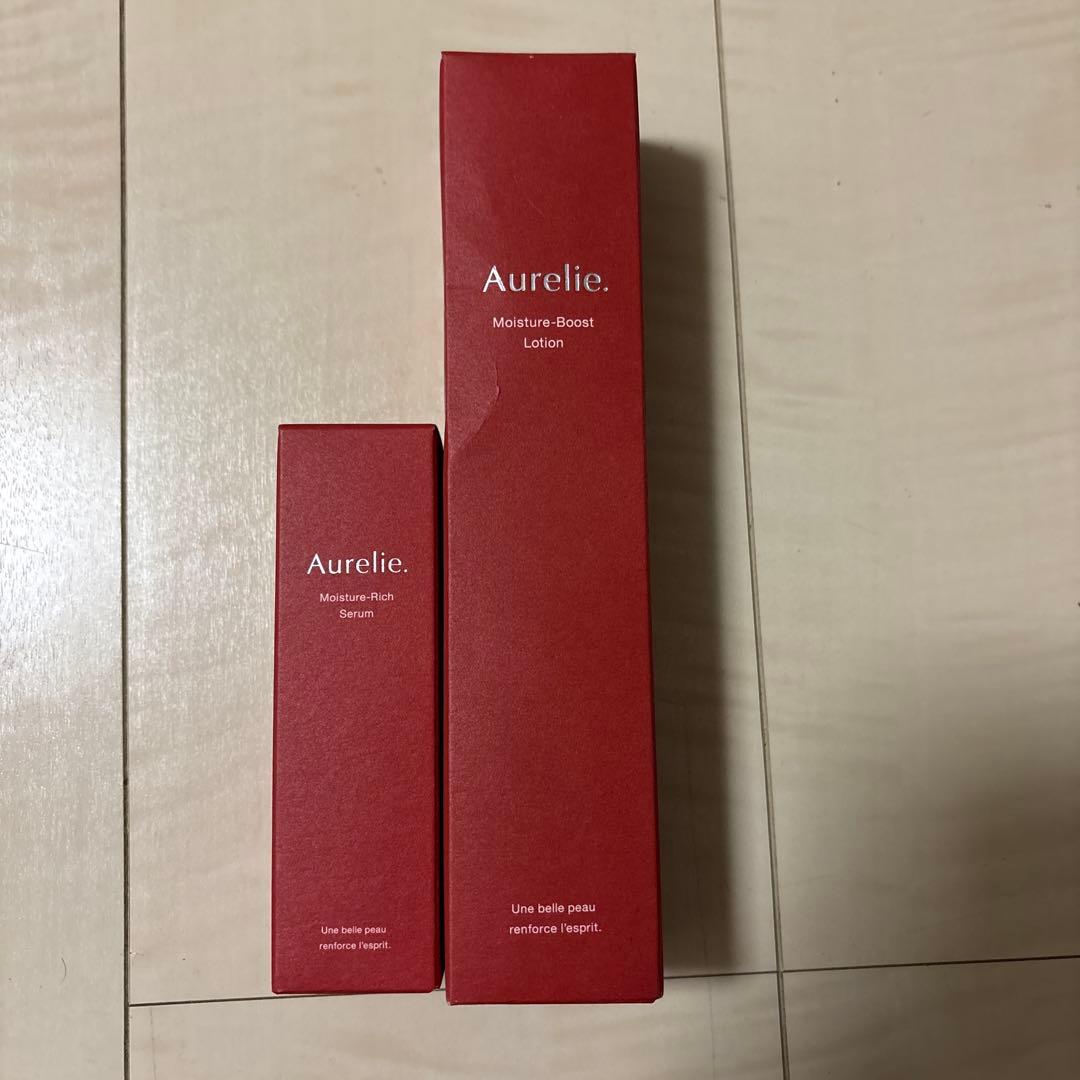 Aurelie.
Moisture-Boost
Lotion
Une belle peau
renforce l'esprit.
Aurelie.
Moisture-Rich
Serum
Une belle peau
renforce l'esprit.